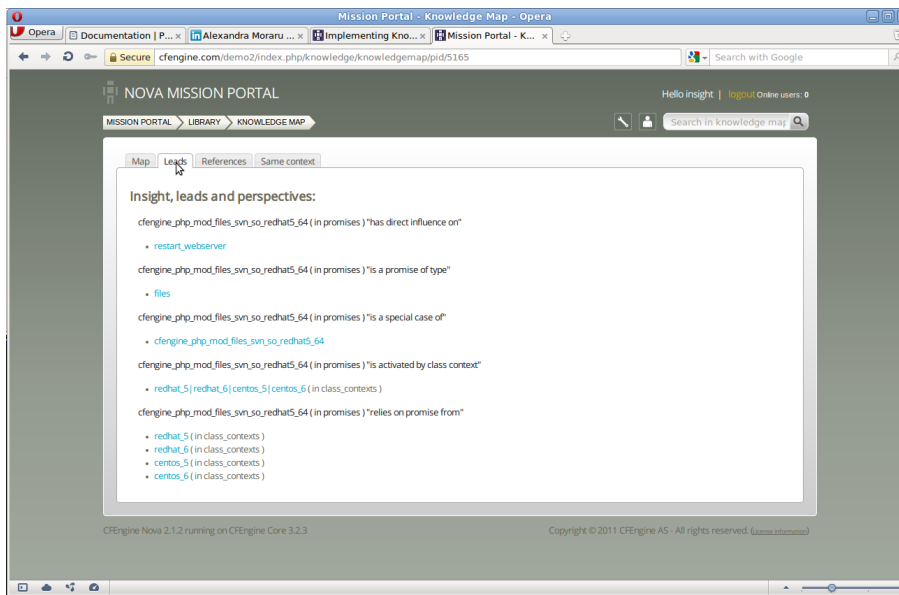 Mission Portal - Knowledge Map - Opera
Opera Documentation | P... × Alexandra Moraru ... × Implementing Kno... × Mission Portal - K... ×
Secure cfengine.com/demo2/index.php/knowledge/knowledgemap/pid/5165 Search with Google
NOVA MISSION PORTAL Hello insight | logout Online users: 0
MISSION PORTAL LIBRARY KNOWLEDGE MAP Search in knowledge map
Map Leads References Same context
Insight, leads and perspectives:
cfengine_php_mod_files_svn_so_redhat5_64 ( in promises ) "has direct influence on"
• restart_webserver
cfengine_php_mod_files_svn_so_redhat5_64 ( in promises ) "is a promise of type"
• files
cfengine_php_mod_files_svn_so_redhat5_64 ( in promises ) "is a special case of"
• cfengine_php_mod_files_svn_so_redhat5_64
cfengine_php_mod_files_svn_so_redhat5_64 ( in promises ) "is activated by class context"
• redhat_5|redhat_6|centos_5|centos_6 ( in class_contexts )
cfengine_php_mod_files_svn_so_redhat5_64 ( in promises ) "relies on promise from"
• redhat_5 ( in class_contexts )
• redhat_6 ( in class_contexts )
• centos_5 ( in class_contexts )
• centos_6 ( in class_contexts )
CFEngine Nova 2.1.2 running on CFEngine Core 3.2.3 Copyright © 2011 CFEngine AS - All rights reserved. (License information)